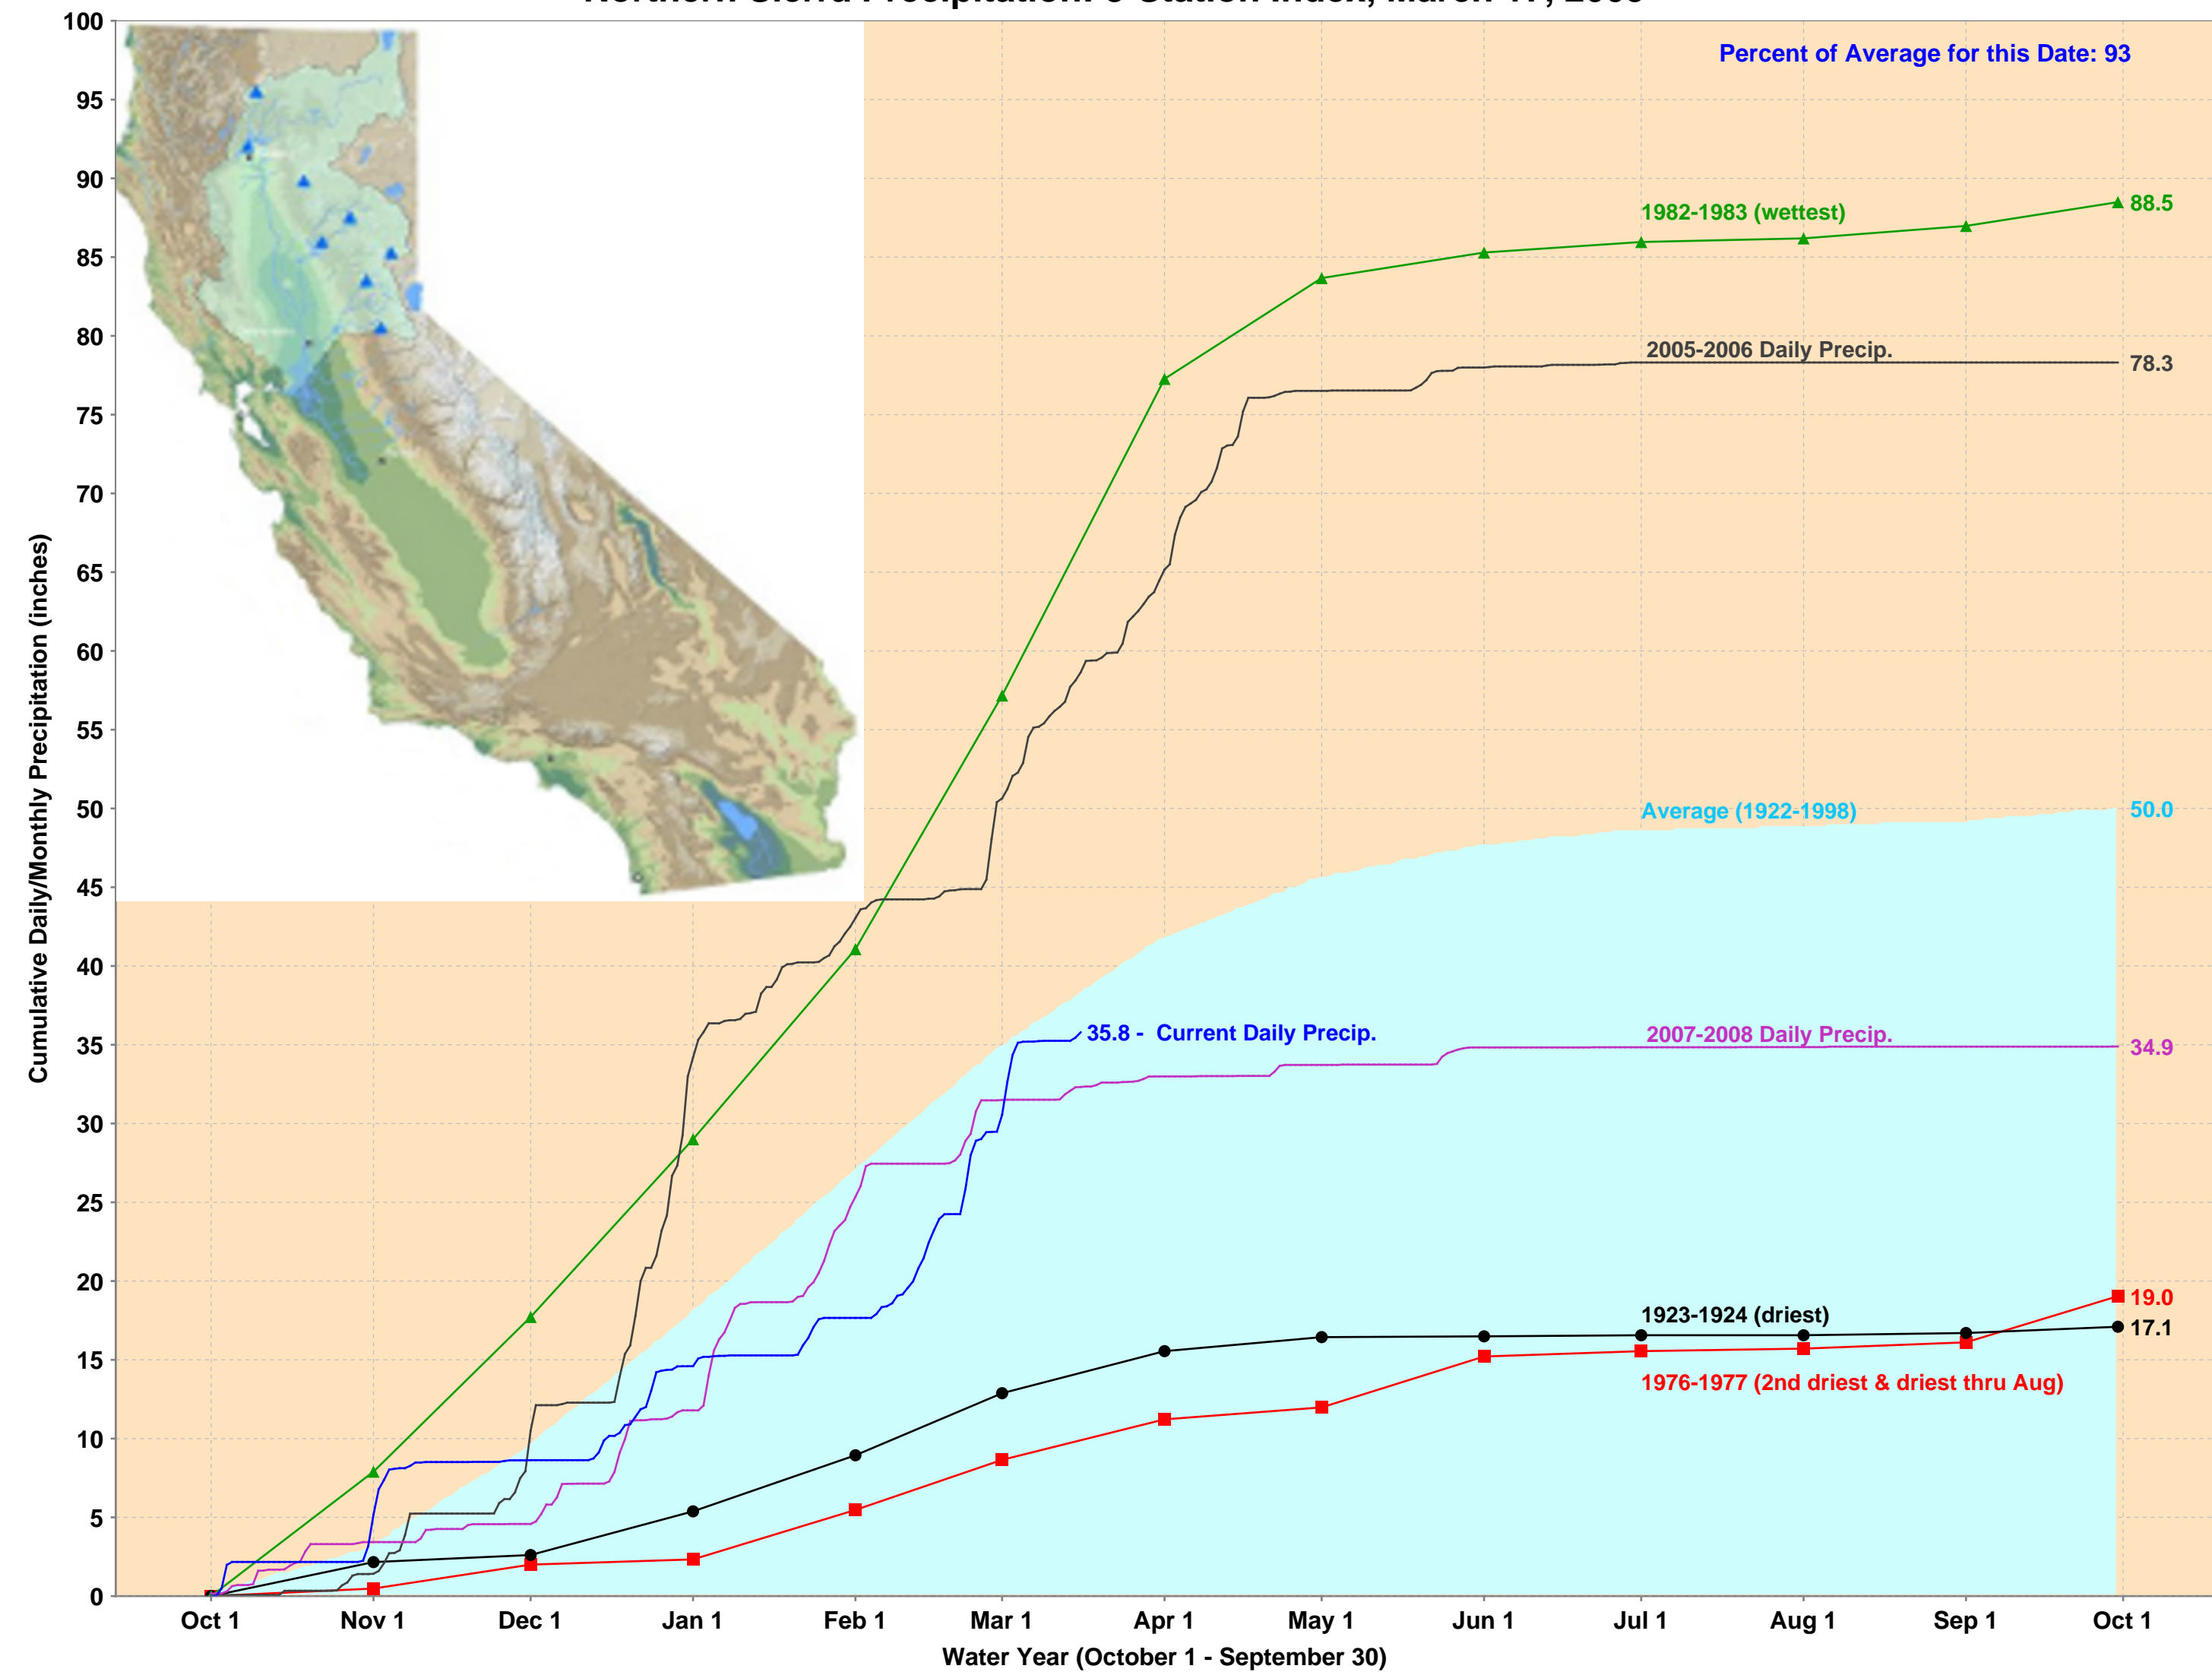 Percent of Average for this Date: 93
100
95
90
85
80
75
70
65
60
55
50
45
40
35
30
25
20
15
10
5
0
Cumulative Daily/Monthly Precipitation (inches)
1982-1983 (wettest)
88.5
2005-2006 Daily Precip.
78.3
Average (1922-1998)
50.0
35.8 - Current Daily Precip.
2007-2008 Daily Precip.
34.9
1923-1924 (driest)
19.0
17.1
1976-1977 (2nd driest & driest thru Aug)
Oct 1 Nov 1 Dec 1 Jan 1 Feb 1 Mar 1 Apr 1 May 1 Jun 1 Jul 1 Aug 1 Sep 1 Oct 1
Water Year (October 1 - September 30)